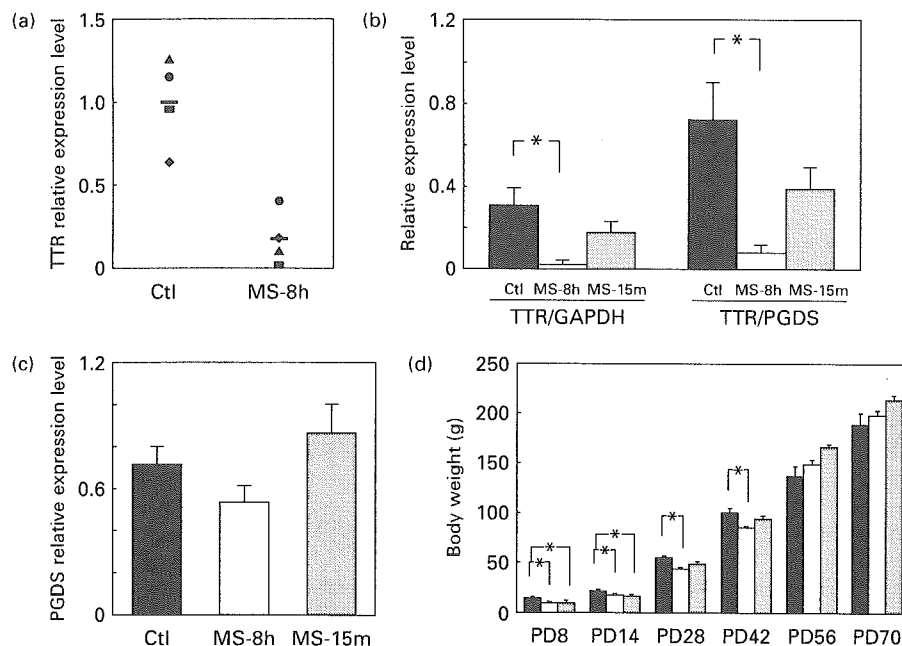 (a)
TTR relative expression level
1.5
1.0
0.5
0
Ctl
MS-8h
(b)
Relative expression level
1.2
0.8
0.4
0
*
*
Ctl
MS-8h
MS-15m
Ctl
MS-8h
MS-15m
TTR/GAPDH
TTR/PGDS
(c)
PGDS relative expression level
1.2
0.6
0
Ctl
MS-8h
MS-15m
(d)
Body weight (g)
250
200
150
100
50
0
*
*
*
*
*
*
PD8
PD14
PD28
PD42
PD56
PD70